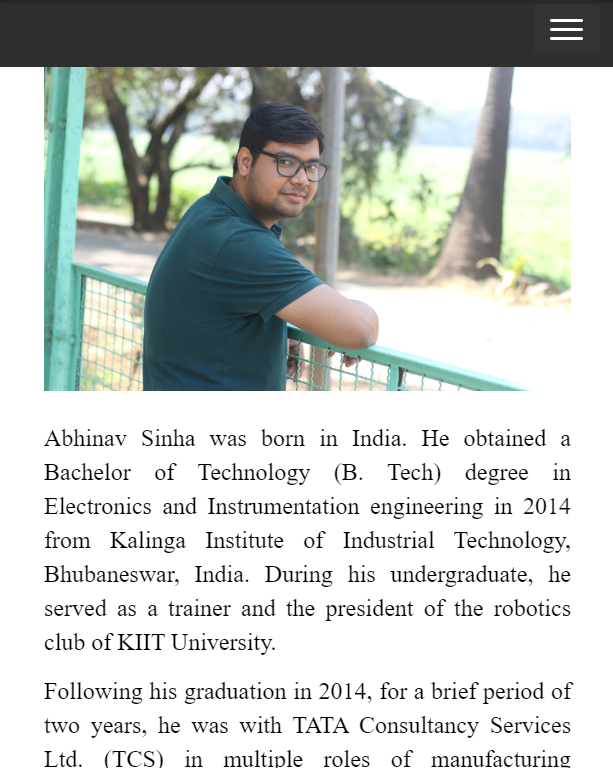 Abhinav Sinha was born in India. He obtained a
Bachelor of Technology (B. Tech) degree in
Electronics and Instrumentation engineering in 2014
from Kalinga Institute of Industrial Technology,
Bhubaneswar, India. During his undergraduate, he
served as a trainer and the president of the robotics
club of KIIT University.
Following his graduation in 2014, for a brief period of
two years, he was with TATA Consultancy Services
Ltd. (TCS) in multiple roles of manufacturing